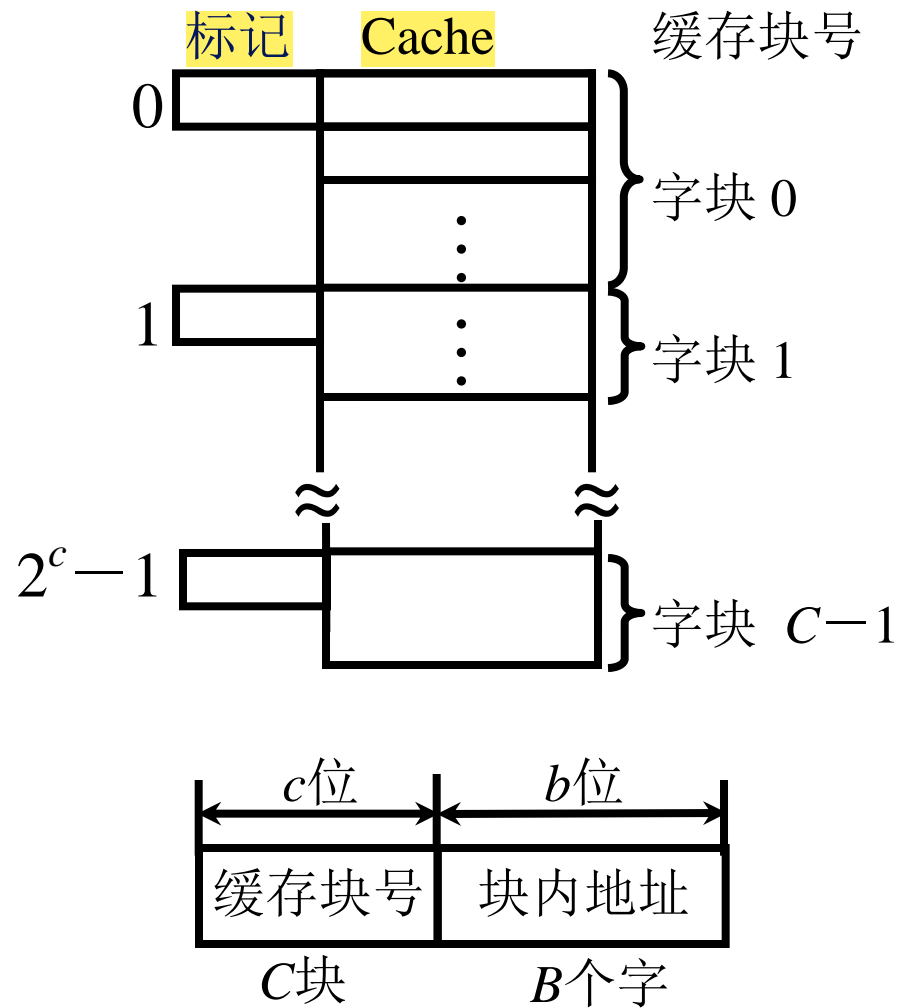 标记 Cache 缓存块号
0
字块 0
1
字块 1
2^c－1
字块 C－1
c位 b位
缓存块号 块内地址
C块 B个字